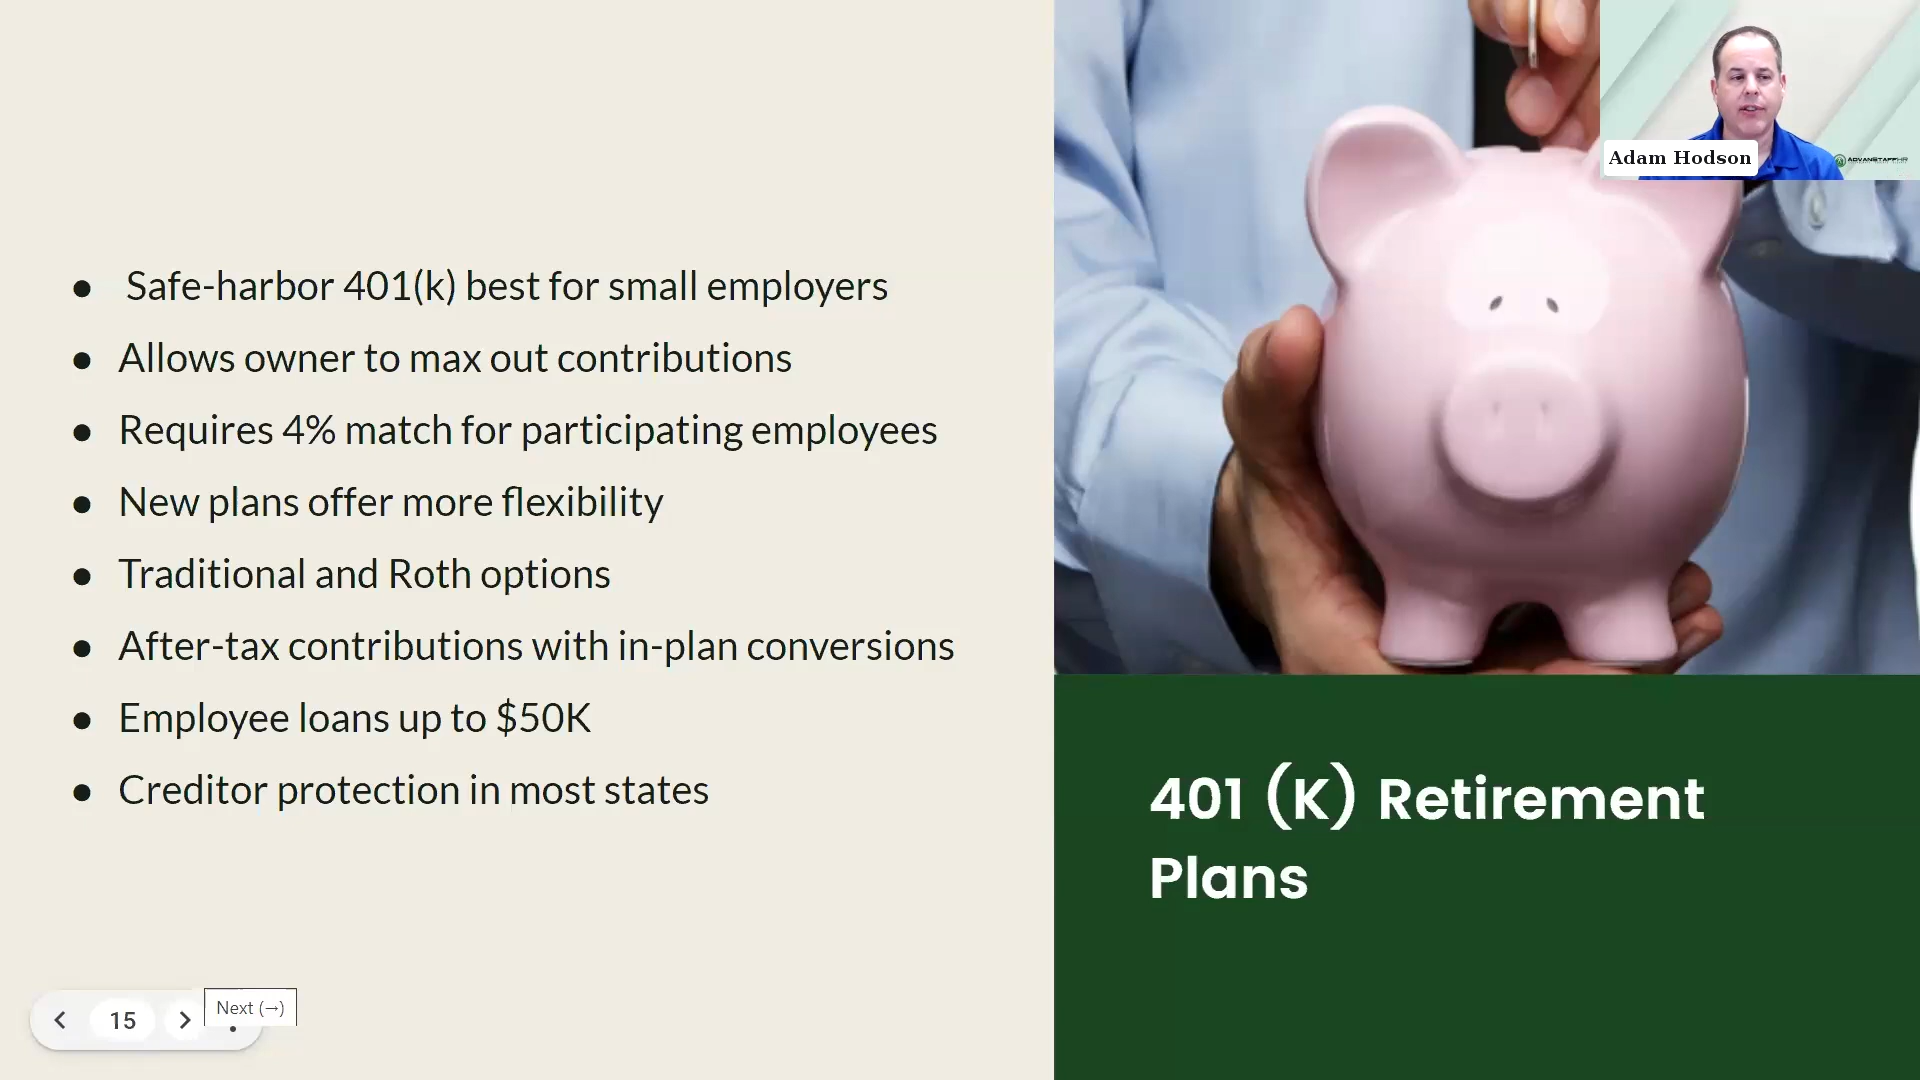 Safe-harbor 401(k) best for small employers
Allows owner to max out contributions
Requires 4% match for participating employees
New plans offer more flexibility
Traditional and Roth options
After-tax contributions with in-plan conversions
Employee loans up to $50K
Creditor protection in most states
Adam Hodson
ADVANSTAFFHR
401 (K) Retirement
Plans
15
Next (→)